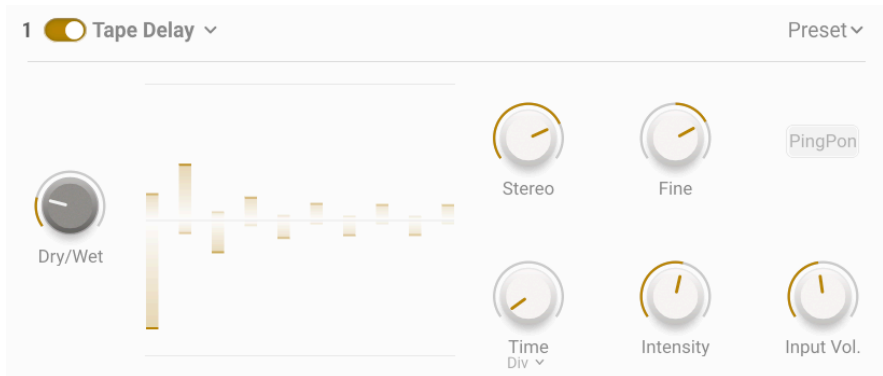 1 Tape Delay
Preset
Stereo
Fine
PingPon
Dry/Wet
Time
Div
Intensity
Input Vol.